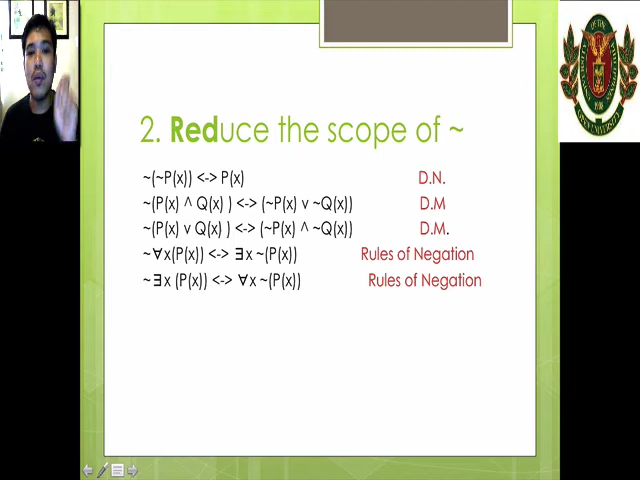 2. Reduce the scope of ~
~(~P(x)) <-> P(x) D.N.
~(P(x) ^ Q(x) ) <-> (~P(x) v ~Q(x)) D.M
~(P(x) v Q(x) ) <-> (~P(x) ^ ~Q(x)) D.M.
~∀x(P(x)) <-> ∃x ~(P(x)) Rules of Negation
~∃x (P(x)) <-> ∀x ~(P(x)) Rules of Negation